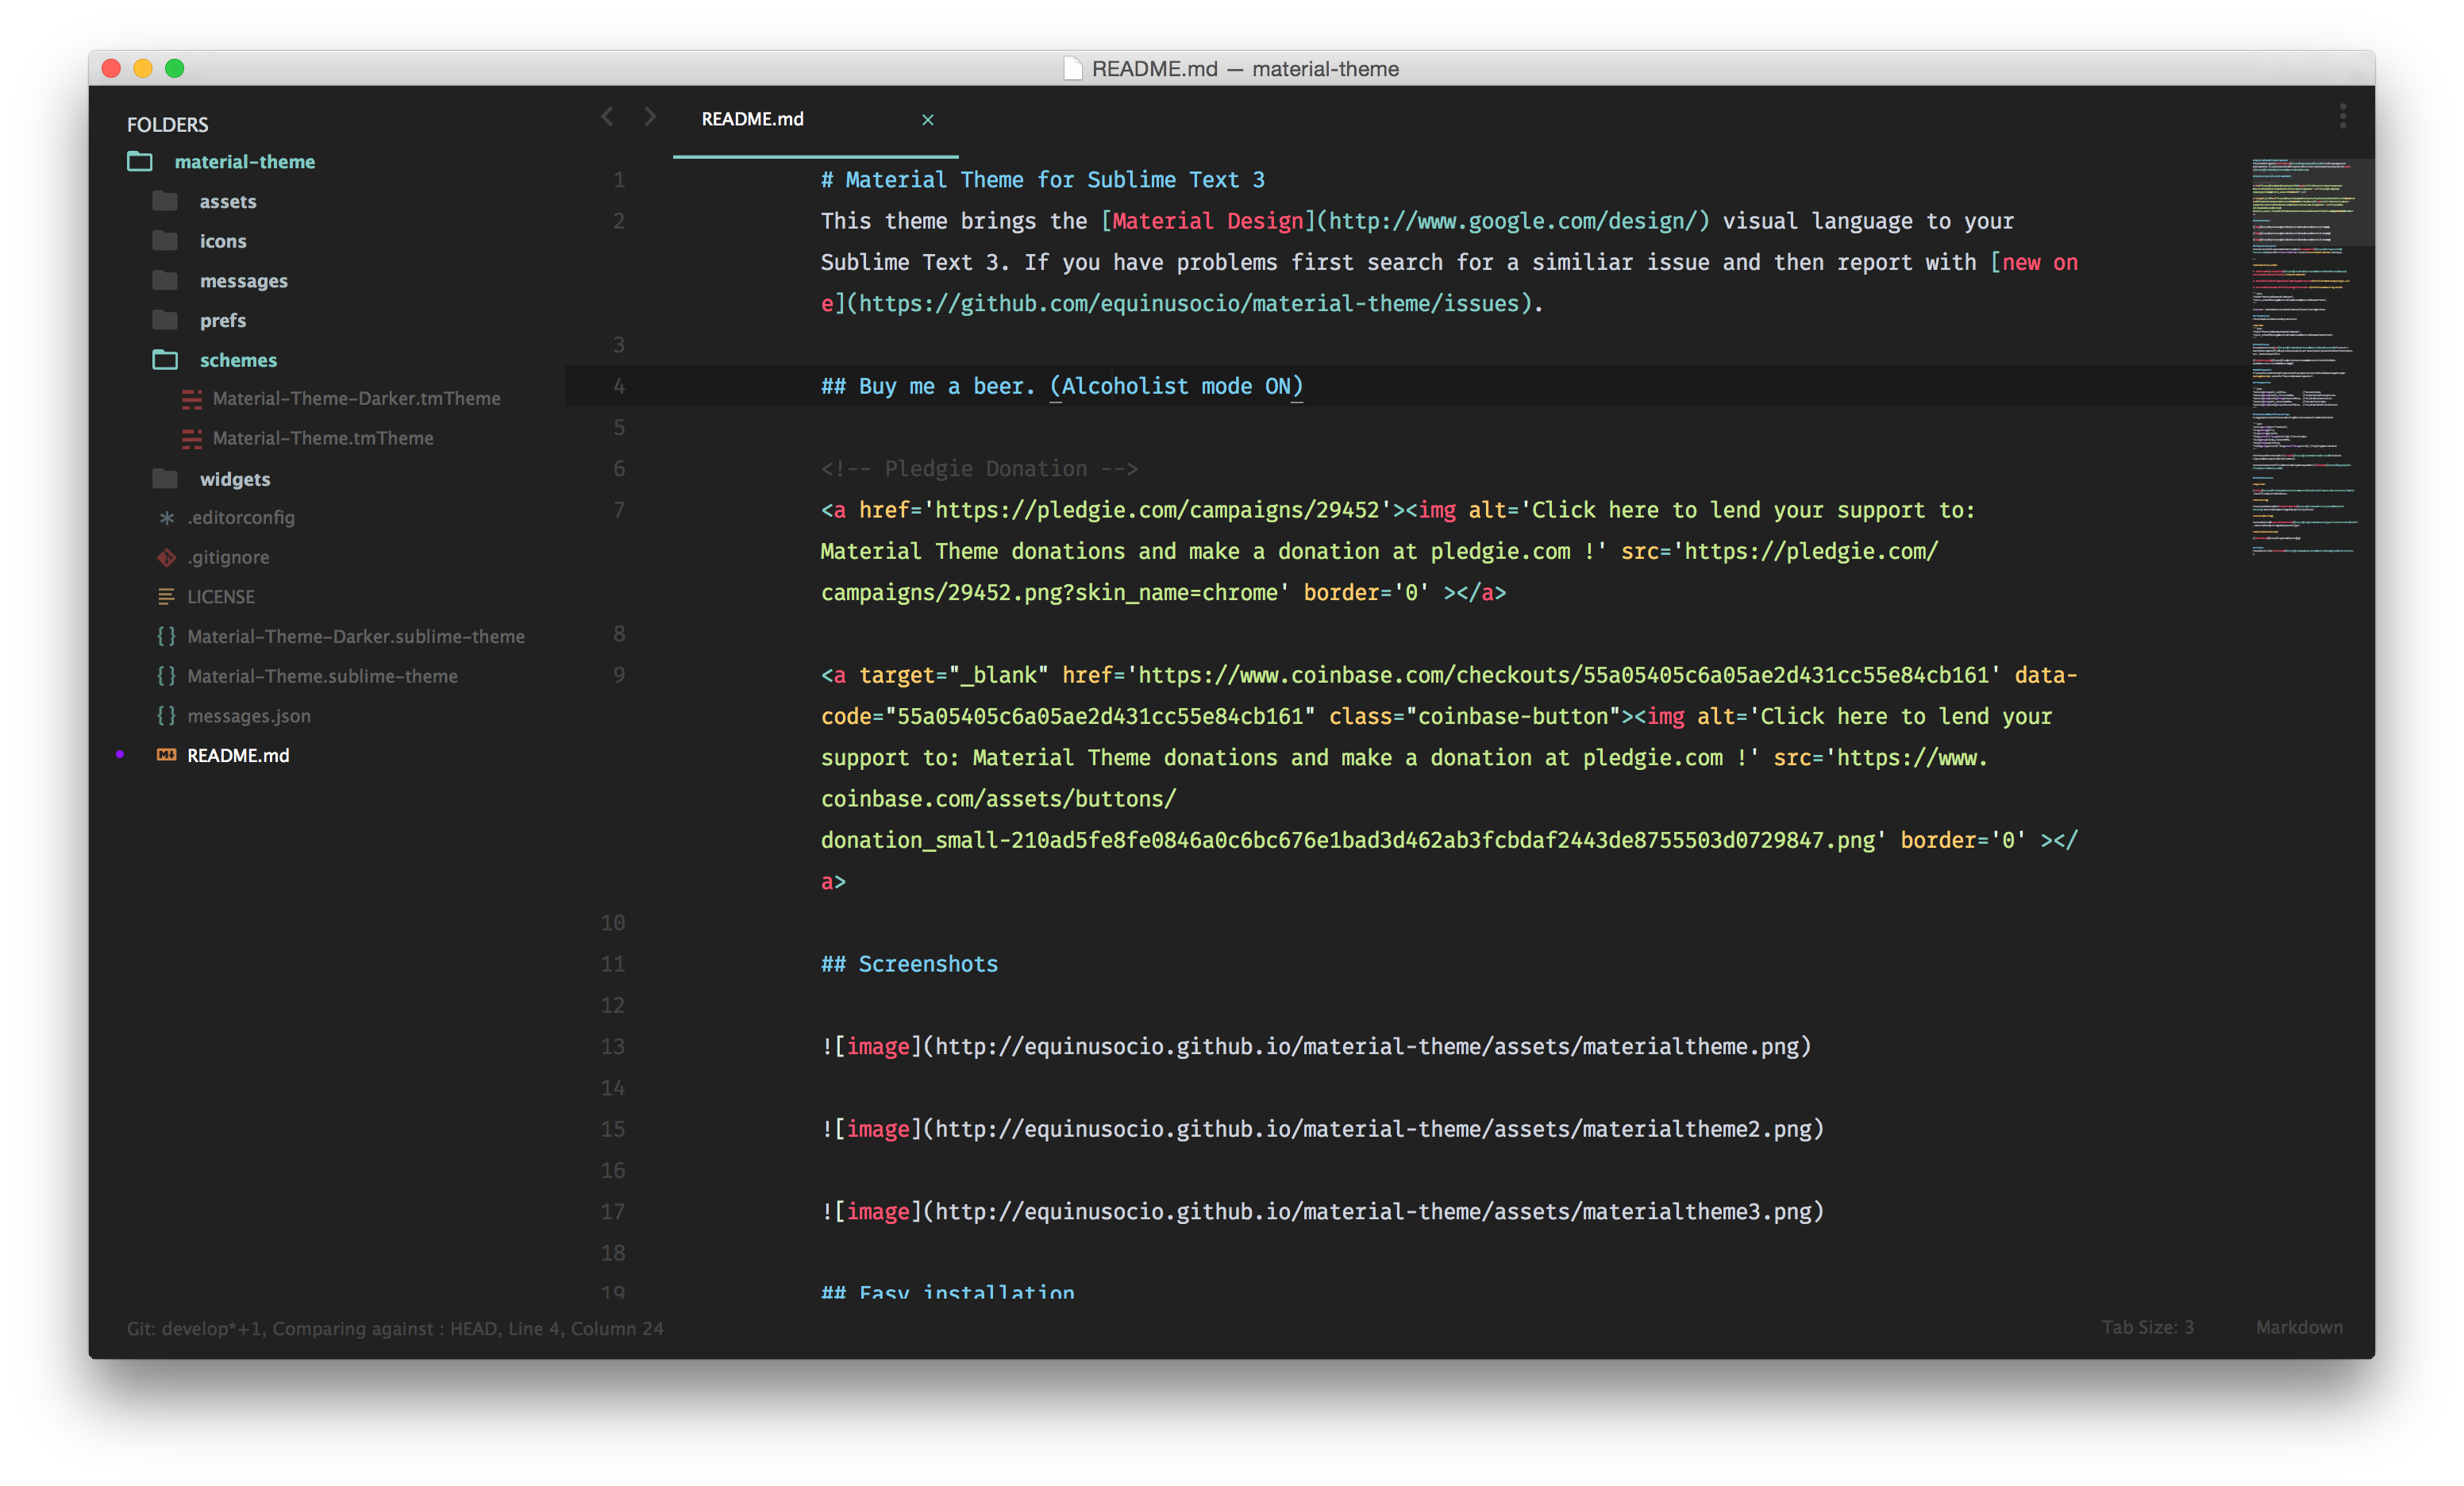 README.md — material-theme
FOLDERS
material-theme
assets
icons
messages
prefs
schemes
Material-Theme-Darker.tmTheme
Material-Theme.tmTheme
widgets
.editorconfig
.gitignore
LICENSE
Material-Theme-Darker.sublime-theme
Material-Theme.sublime-theme
messages.json
README.md
README.md
1 # Material Theme for Sublime Text 3
2 This theme brings the [Material Design](http://www.google.com/design/) visual language to your
Sublime Text 3. If you have problems first search for a similiar issue and then report with [new on
e](https://github.com/equinusocio/material-theme/issues).
3
4 ## Buy me a beer. (Alcoholist mode ON)
5
6 <!-- Pledgie Donation -->
7 <a href='https://pledgie.com/campaigns/29452'><img alt='Click here to lend your support to:
Material Theme donations and make a donation at pledgie.com !' src='https://pledgie.com/
campaigns/29452.png?skin_name=chrome' border='0' ></a>
8
9 <a target="_blank" href='https://www.coinbase.com/checkouts/55a05405c6a05ae2d431cc55e84cb161' data-
code="55a05405c6a05ae2d431cc55e84cb161" class="coinbase-button"><img alt='Click here to lend your
support to: Material Theme donations and make a donation at pledgie.com !' src='https://www.
coinbase.com/assets/buttons/
donation_small-210ad5fe8fe0846a0c6bc676e1bad3d462ab3fcbdaf2443de8755503d0729847.png' border='0' ></
a>
10
11 ## Screenshots
12
13 ![image](http://equinusocio.github.io/material-theme/assets/materialtheme.png)
14
15 ![image](http://equinusocio.github.io/material-theme/assets/materialtheme2.png)
16
17 ![image](http://equinusocio.github.io/material-theme/assets/materialtheme3.png)
18
19 ## Easy installation
Git: develop*+1, Comparing against : HEAD, Line 4, Column 24
Tab Size: 3
Markdown